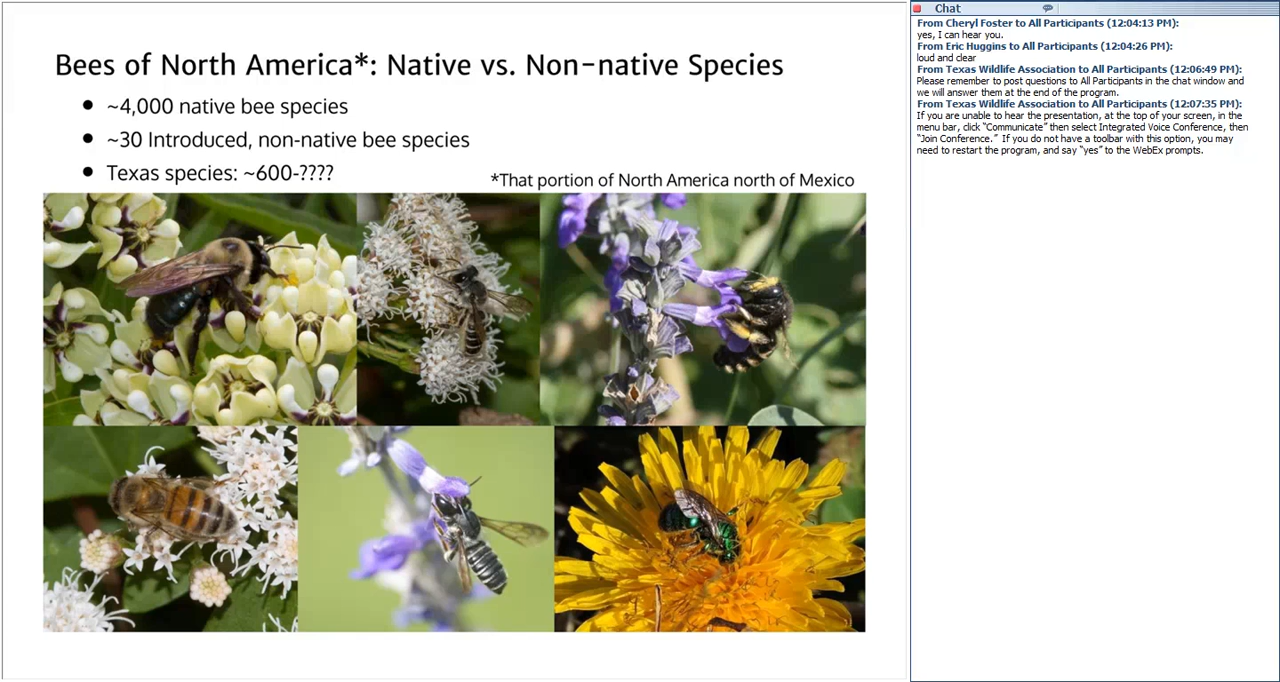 Bees of North America*: Native vs. Non-native Species
• ~4,000 native bee species
• ~30 Introduced, non-native bee species
• Texas species: ~600-????
*That portion of North America north of Mexico
Chat
From Cheryl Foster to All Participants (12:04:13 PM):
yes, I can hear you.
From Eric Huggins to All Participants (12:04:26 PM):
loud and clear
From Texas Wildlife Association to All Participants (12:06:49 PM):
Please remember to post questions to All Participants in the chat window and
we will answer them at the end of the program.
From Texas Wildlife Association to All Participants (12:07:35 PM):
If you are unable to hear the presentation, at the top of your screen, in the
menu bar, click "Communicate" then select Integrated Voice Conference, then
"Join Conference."  If you do not have a toolbar with this option, you may
need to restart the program, and say "yes" to the WebEx prompts.